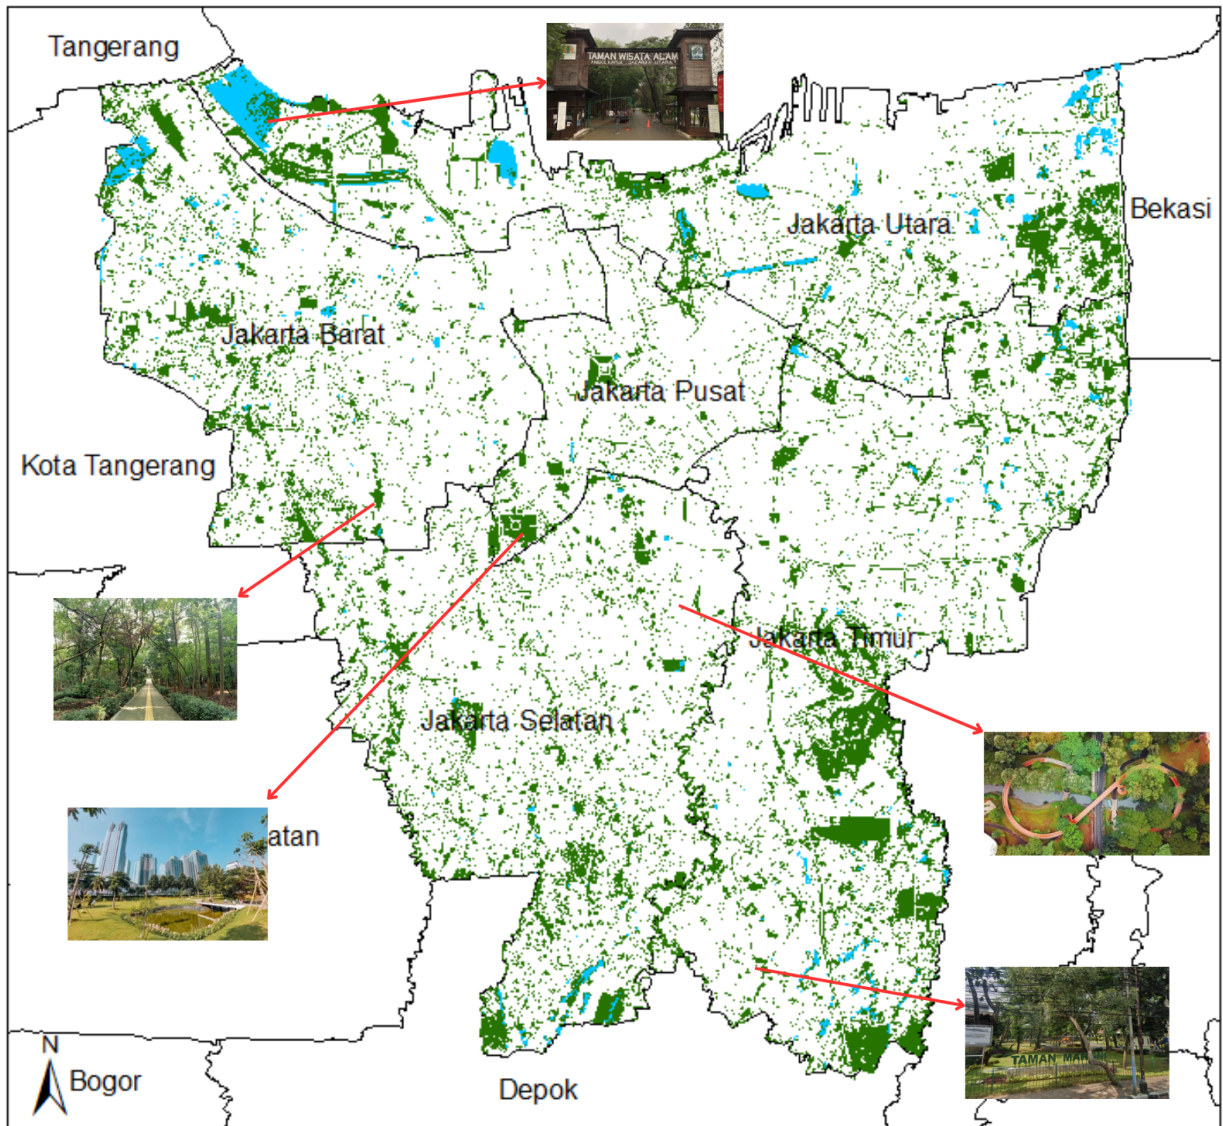 Tangerang
TAMAN WISATA ALAM
Jakarta Utara
Bekasi
Jakarta Barat
Jakarta Pusat
Kota Tangerang
Jakarta Timur
Jakarta Selatan
atan
TAMAN
N
Bogor
Depok